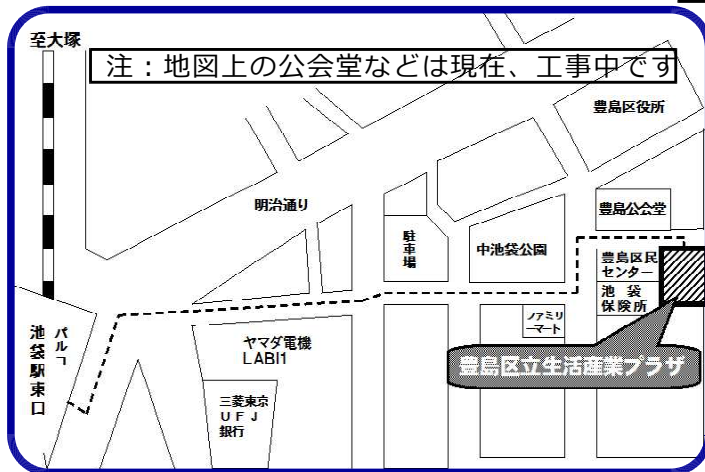 至大塚
注：地図上の公会堂などは現在、工事中です
豊島区役所
明治通り
豊島公会堂
駐車場
中池袋公園
豊島区民
センター
池袋
保険所
ファミリ
ーマート
パルコ
池袋駅東口
ヤマダ電機
LABI1
豊島区立生活産業プラザ
三菱東京
UFJ
銀行